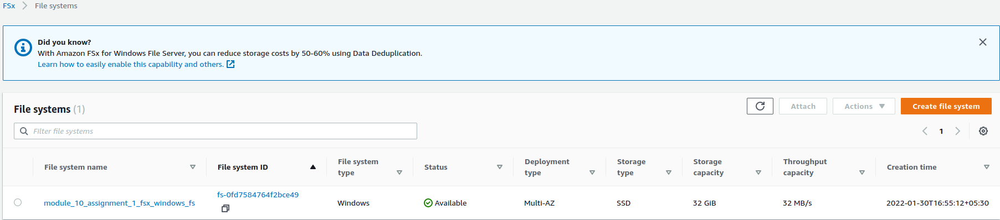 FSx File systems
Did you know?
With Amazon FSx for Windows File Server, you can reduce storage costs by 50-60% using Data Deduplication.
Learn how to easily enable this capability and others.
File systems (1)
Attach
Actions
Create file system
Filter file systems
1
File system name
File system ID
File system
type
Status
Deployment
type
Storage
type
Storage
capacity
Throughput
capacity
Creation time
module_10_assignment_1_fsx_windows_fs
fs-0fd7584764f2bce49
Windows
Available
Multi-AZ
SSD
32 GiB
32 MB/s
2022-01-30T16:55:12+05:30